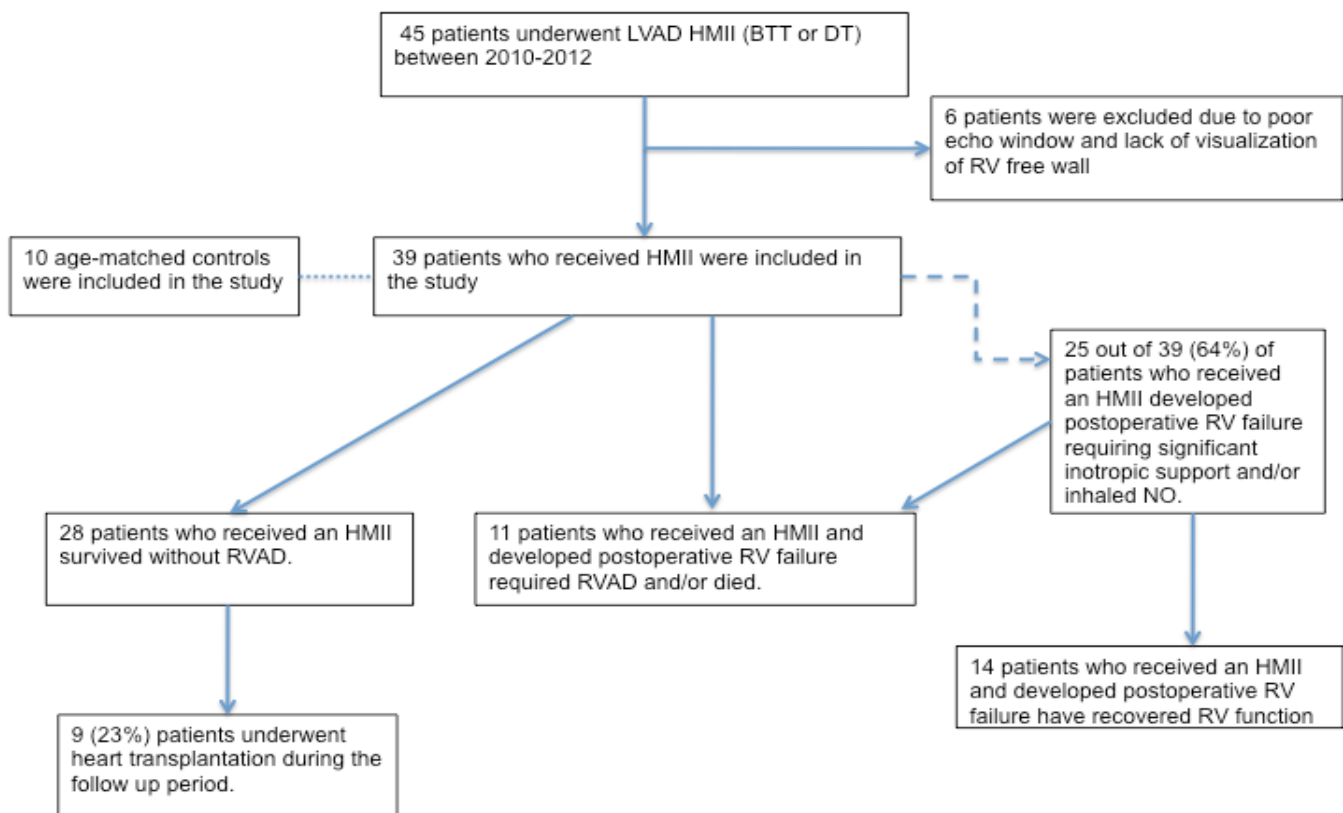 45 patients underwent LVAD HMII (BTT or DT)
between 2010-2012
6 patients were excluded due to poor
echo window and lack of visualization
of RV free wall
10 age-matched controls
were included in the study
39 patients who received HMII were included in
the study
25 out of 39 (64%) of
patients who received
an HMII developed
postoperative RV failure
requiring significant
inotropic support and/or
inhaled NO.
28 patients who received an HMII
survived without RVAD.
11 patients who received an HMII and
developed postoperative RV failure
required RVAD and/or died.
14 patients who received an HMII
and developed postoperative RV
failure have recovered RV function
9 (23%) patients underwent
heart transplantation during the
follow up period.